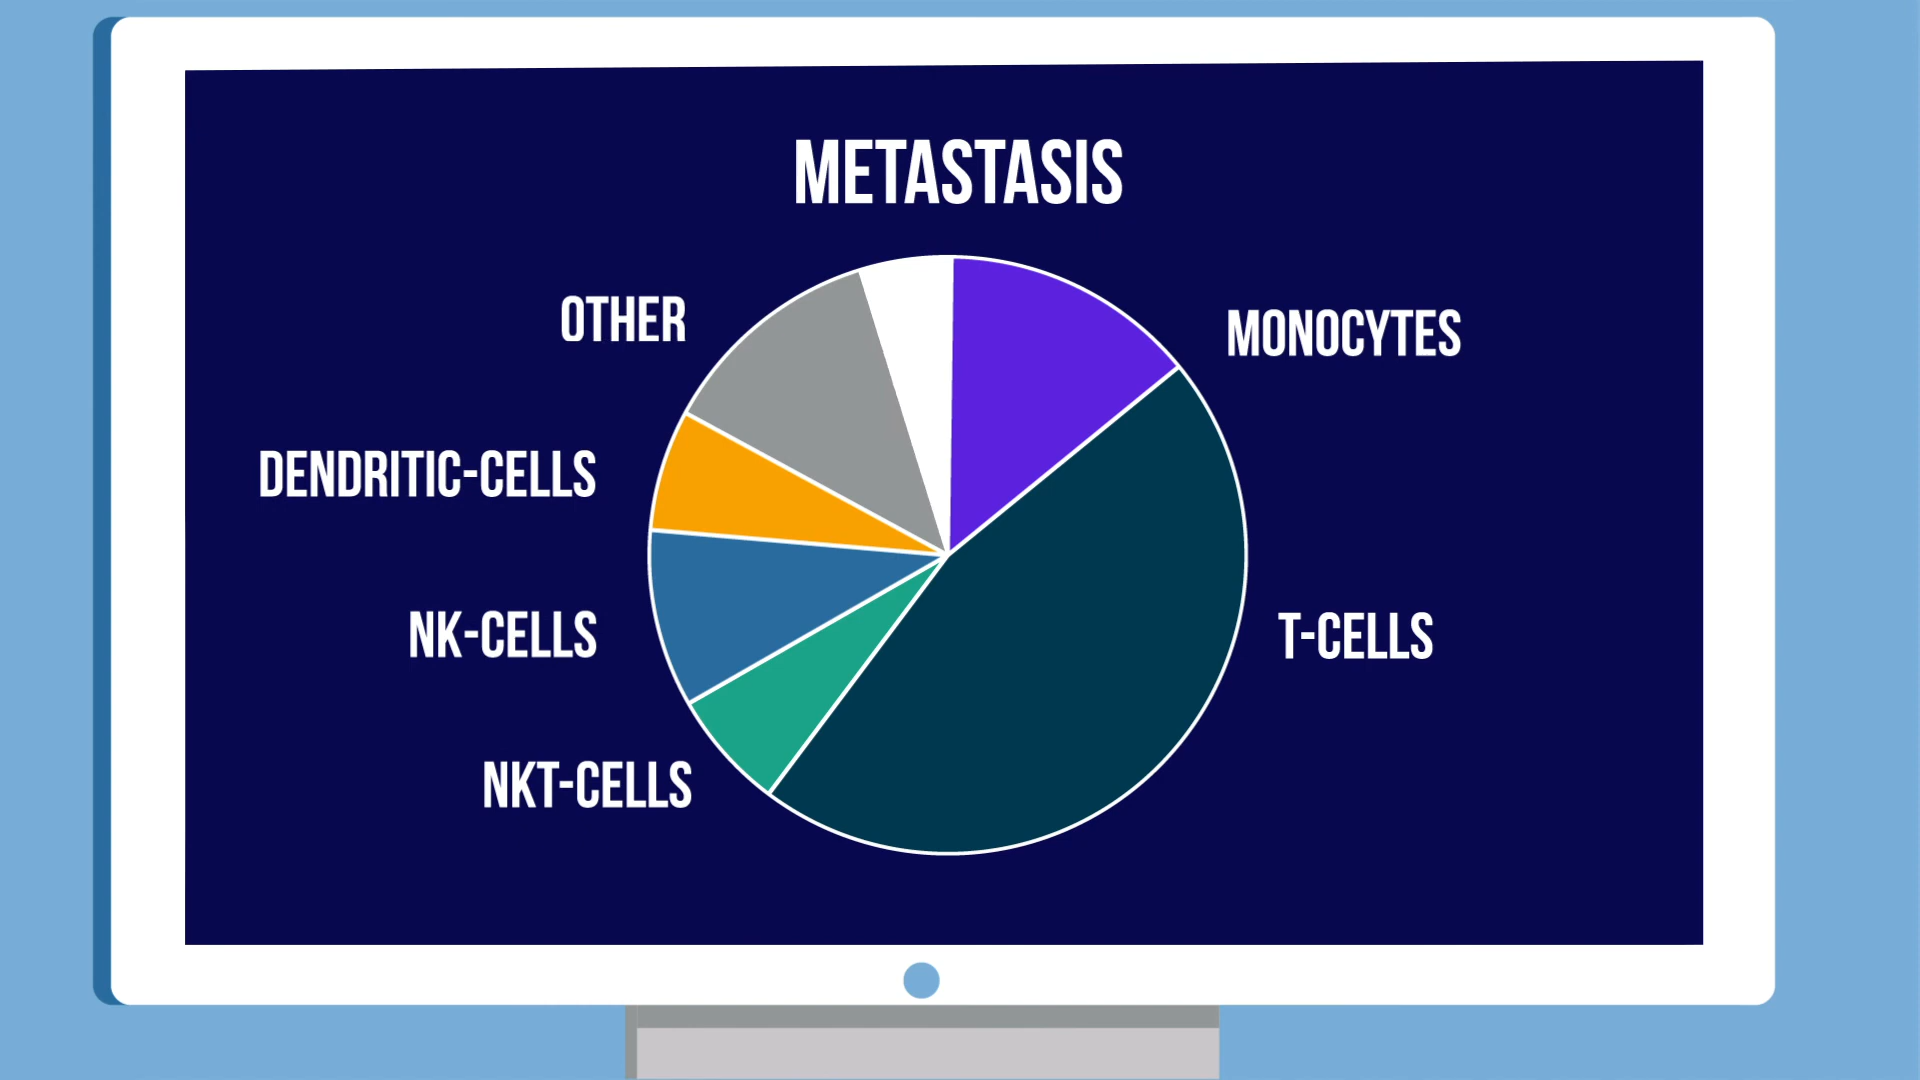 METASTASIS
OTHER
MONOCYTES
DENDRITIC-CELLS
NK-CELLS
T-CELLS
NKT-CELLS